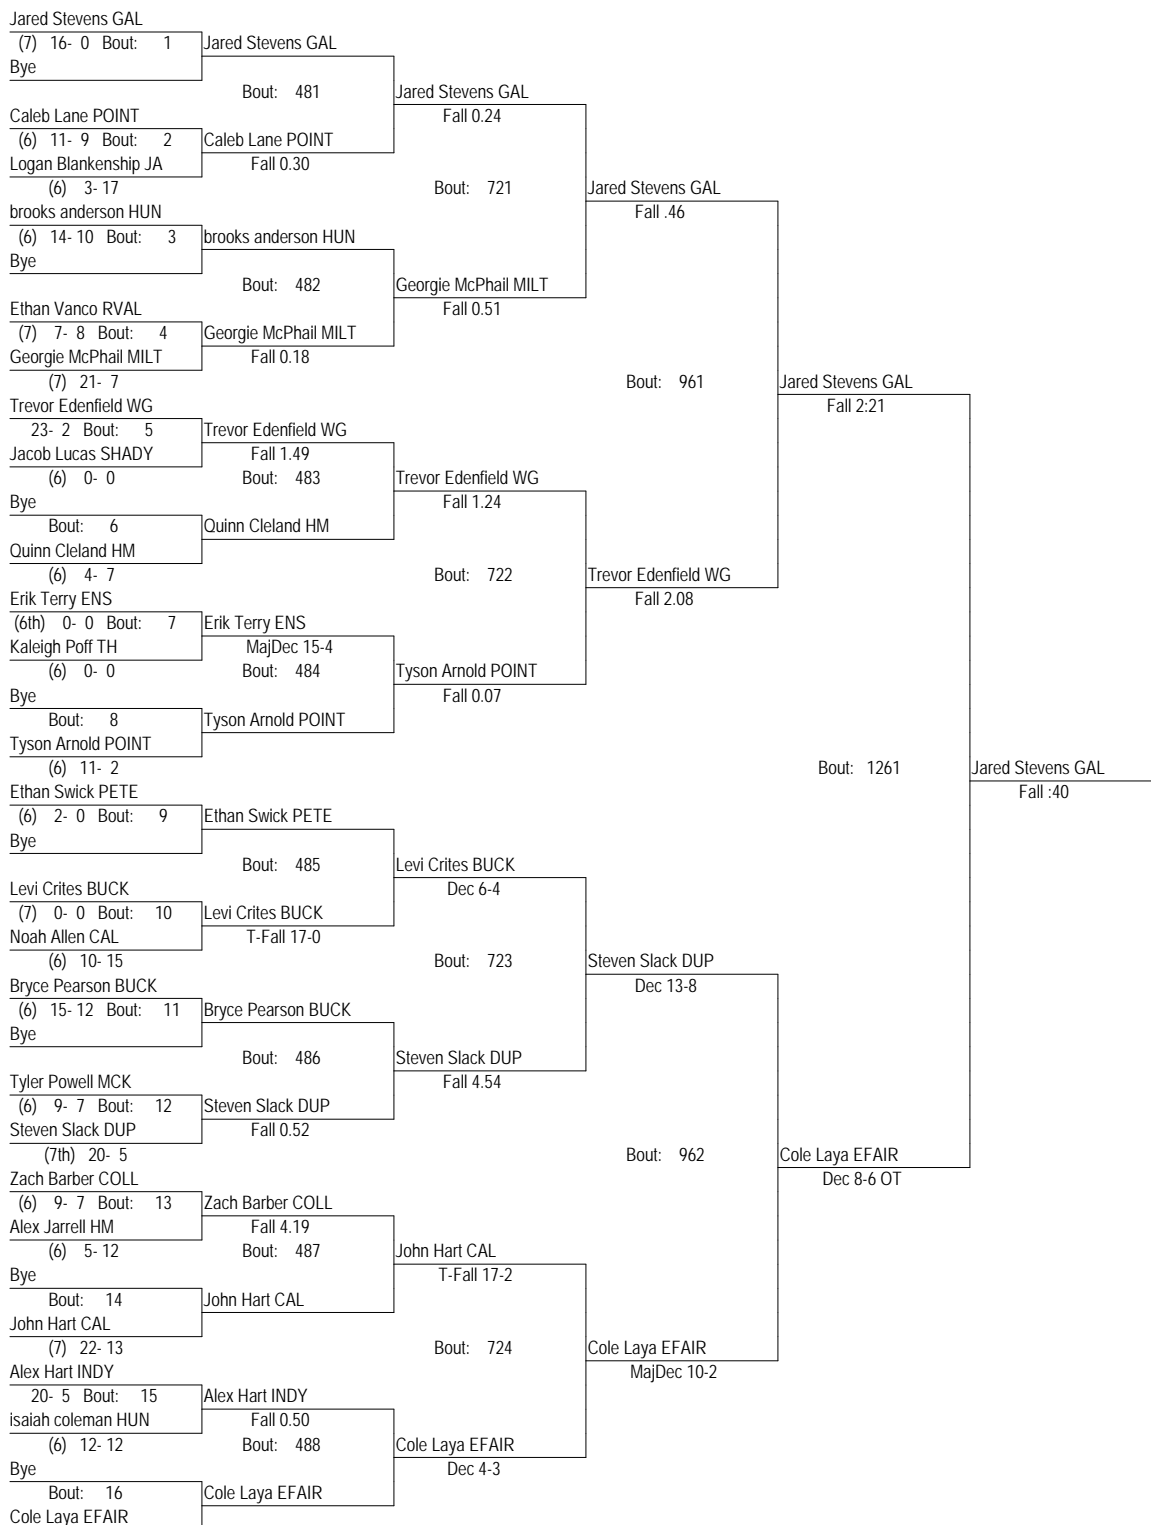 Jared Stevens GAL
(7) 16- 0 Bout: 1 Jared Stevens GAL
Bye
Bout: 481 Jared Stevens GAL
Caleb Lane POINT Fall 0.24
(6) 11- 9 Bout: 2 Caleb Lane POINT
Logan Blankenship JA Fall 0.30
(6) 3- 17 Bout: 721 Jared Stevens GAL
brooks anderson HUN Fall .46
(6) 14- 10 Bout: 3 brooks anderson HUN
Bye
Bout: 482 Georgie McPhail MILT
Ethan Vanco RVAL Fall 0.51
(7) 7- 8 Bout: 4 Georgie McPhail MILT
Georgie McPhail MILT Fall 0.18
(7) 21- 7 Bout: 961 Jared Stevens GAL
Trevor Edenfield WG Fall 2:21
23- 2 Bout: 5 Trevor Edenfield WG
Jacob Lucas SHADY Fall 1.49
(6) 0- 0 Bout: 483 Trevor Edenfield WG
Bye Fall 1.24
Bout: 6 Quinn Cleland HM
Quinn Cleland HM
(6) 4- 7 Bout: 722 Trevor Edenfield WG
Erik Terry ENS Fall 2.08
(6th) 0- 0 Bout: 7 Erik Terry ENS
Kaleigh Poff TH MajDec 15-4
(6) 0- 0 Bout: 484 Tyson Arnold POINT
Bye Fall 0.07
Bout: 8 Tyson Arnold POINT
Tyson Arnold POINT
(6) 11- 2 Bout: 1261 Jared Stevens GAL
Ethan Swick PETE Fall :40
(6) 2- 0 Bout: 9 Ethan Swick PETE
Bye
Bout: 485 Levi Crites BUCK
Levi Crites BUCK Dec 6-4
(7) 0- 0 Bout: 10 Levi Crites BUCK
Noah Allen CAL T-Fall 17-0
(6) 10- 15 Bout: 723 Steven Slack DUP
Bryce Pearson BUCK Dec 13-8
(6) 15- 12 Bout: 11 Bryce Pearson BUCK
Bye
Bout: 486 Steven Slack DUP
Tyler Powell MCK Fall 4.54
(6) 9- 7 Bout: 12 Steven Slack DUP
Steven Slack DUP Fall 0.52
(7th) 20- 5 Bout: 962 Cole Laya EFAIR
Zach Barber COLL Dec 8-6 OT
(6) 9- 7 Bout: 13 Zach Barber COLL
Alex Jarrell HM Fall 4.19
(6) 5- 12 Bout: 487 John Hart CAL
Bye T-Fall 17-2
Bout: 14 John Hart CAL
John Hart CAL
(7) 22- 13 Bout: 724 Cole Laya EFAIR
Alex Hart INDY MajDec 10-2
20- 5 Bout: 15 Alex Hart INDY
isaiah coleman HUN Fall 0.50
(6) 12- 12 Bout: 488 Cole Laya EFAIR
Bye Dec 4-3
Bout: 16 Cole Laya EFAIR
Cole Laya EFAIR